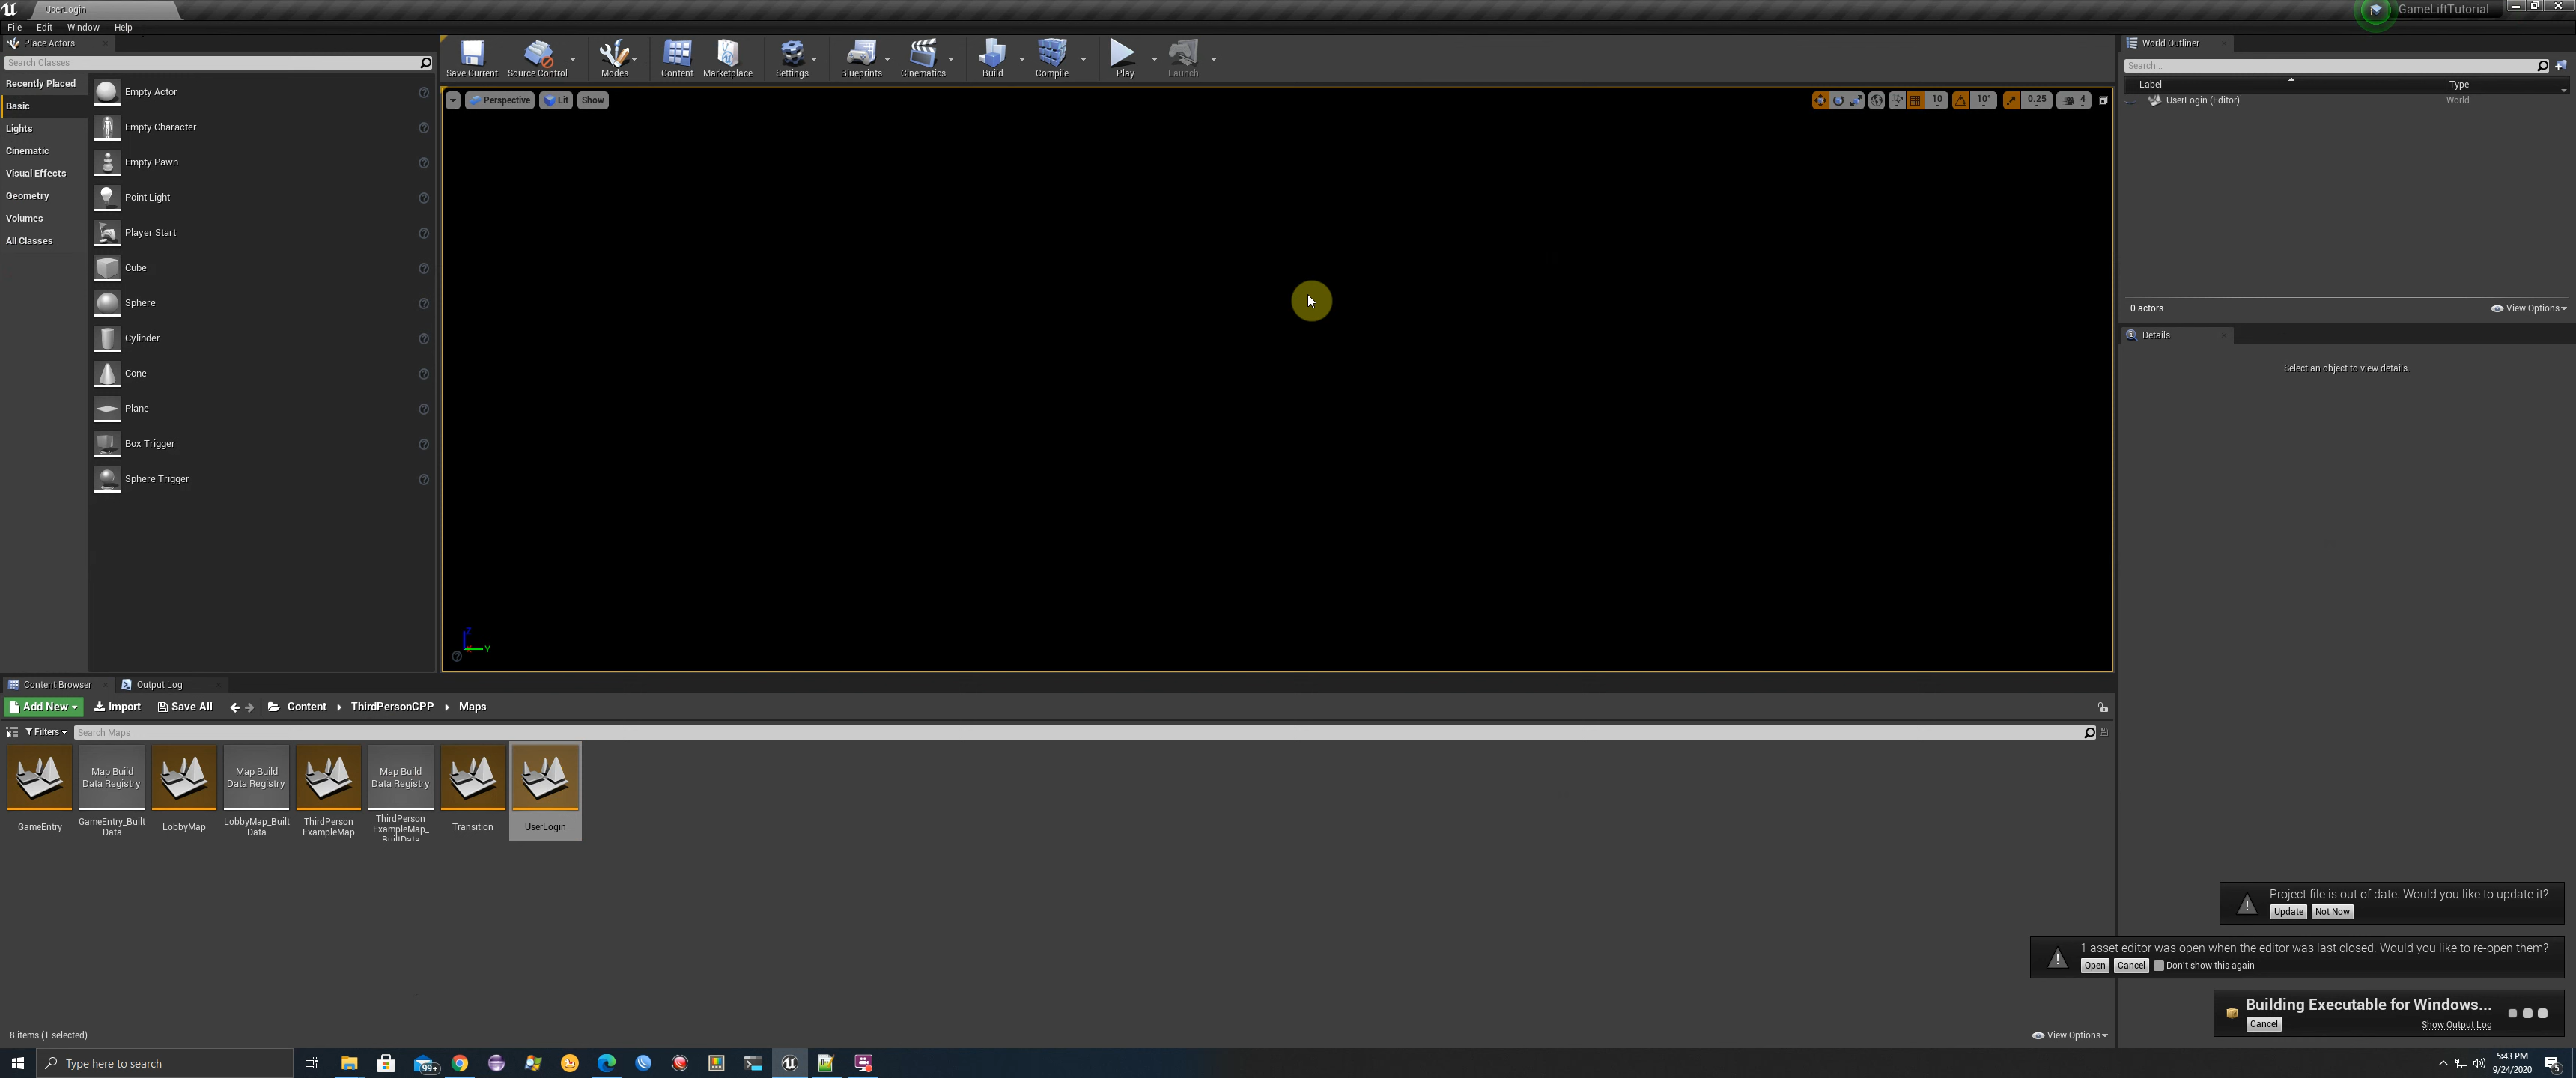 UserLogin
GameLiftTutorial
File Edit Window Help
Place Actors
Search Classes
Recently Placed
Basic
Lights
Cinematic
Visual Effects
Geometry
Volumes
All Classes
Empty Actor
Empty Character
Empty Pawn
Point Light
Player Start
Cube
Sphere
Cylinder
Cone
Plane
Box Trigger
Sphere Trigger
Save Current Source Control Modes Content Marketplace Settings Blueprints Cinematics Build Compile Play Launch
Perspective Lit Show
10 10° 0.25 4
Z
Y
World Outliner
Search...
Label Type
UserLogin (Editor) World
0 actors View Options
Details
Select an object to view details.
Content Browser Output Log
Add New Import Save All Content ThirdPersonCPP Maps
Filters Search Maps
Map Build
Data Registry
Map Build
Data Registry
Map Build
Data Registry
GameEntry
GameEntry_Built
Data
LobbyMap
LobbyMap_Built
Data
ThirdPerson
ExampleMap
ThirdPerson
ExampleMap_
BuiltData
Transition
UserLogin
8 items (1 selected) View Options
Project file is out of date. Would you like to update it?
Update Not Now
1 asset editor was open when the editor was last closed. Would you like to re-open them?
Open Cancel Don't show this again
Building Executable for Windows...
Cancel Show Output Log
Type here to search
99+
5:43 PM
9/24/2020
5